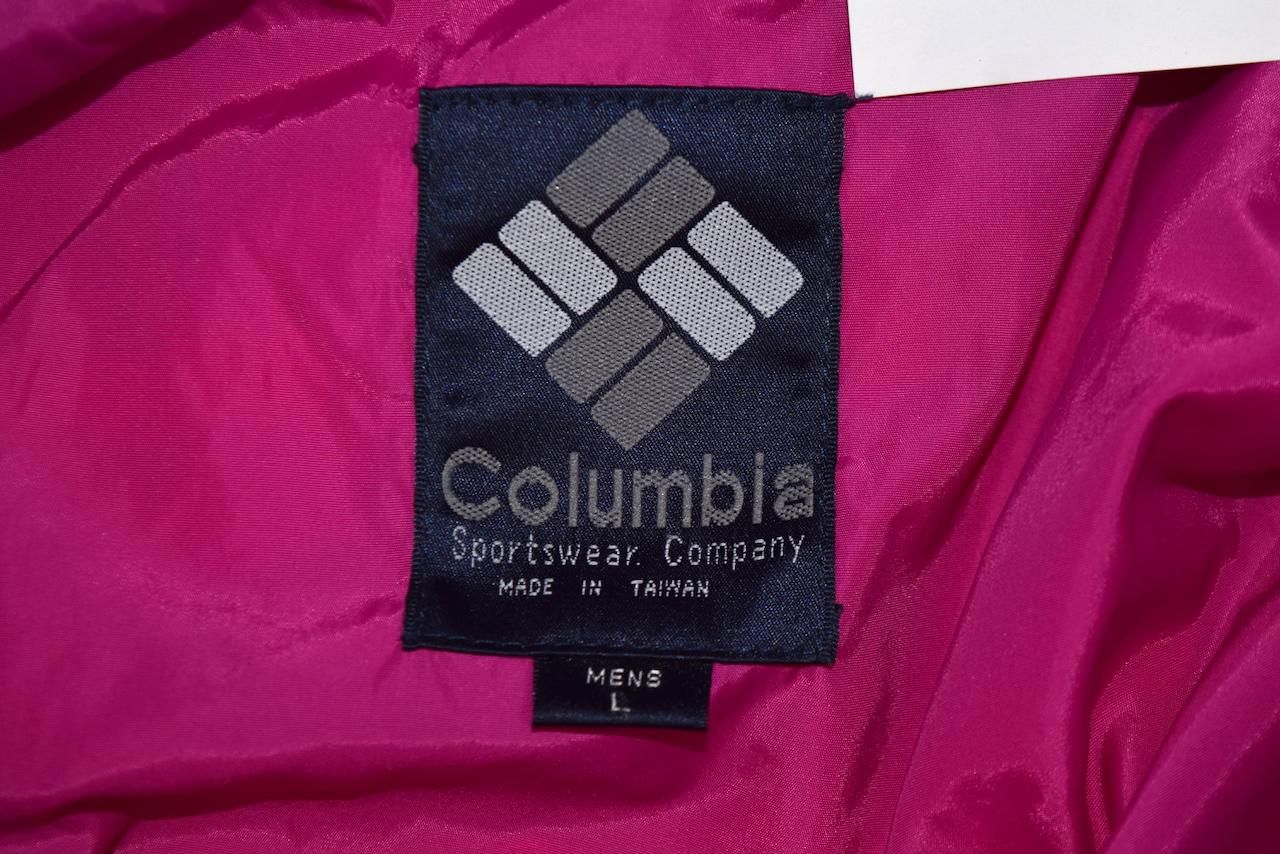 Columbia
Sportswear Company
MADE IN TAIWAN
MENS
L